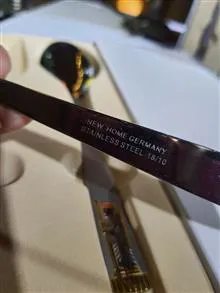 NEW HOME GERMANY
STAINLESS STEEL 18/10